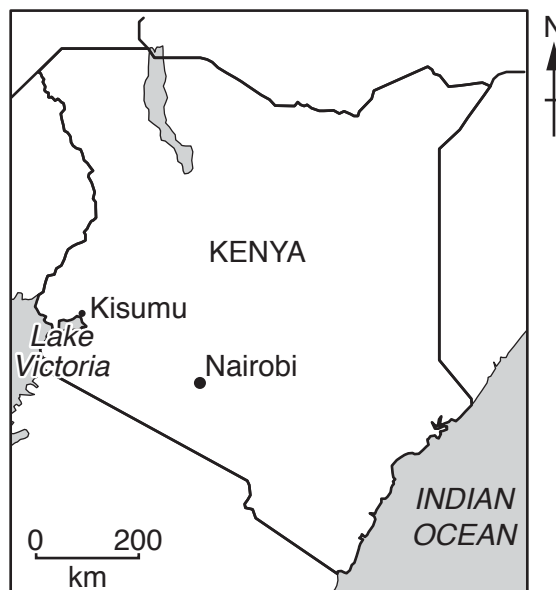 N
KENYA
Kisumu
Lake
Victoria
Nairobi
INDIAN
OCEAN
0 200
km